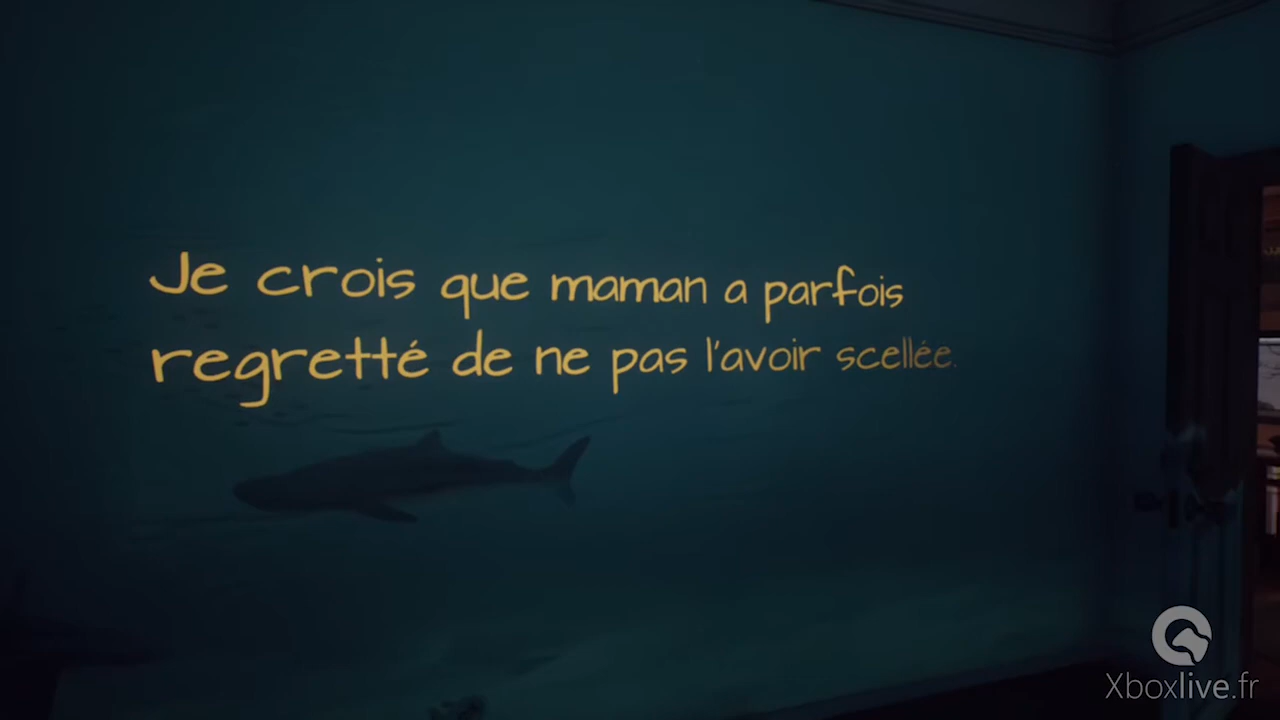 Je crois que maman a parfois
regretté de ne pas l'avoir scellée.
Xboxlive.fr